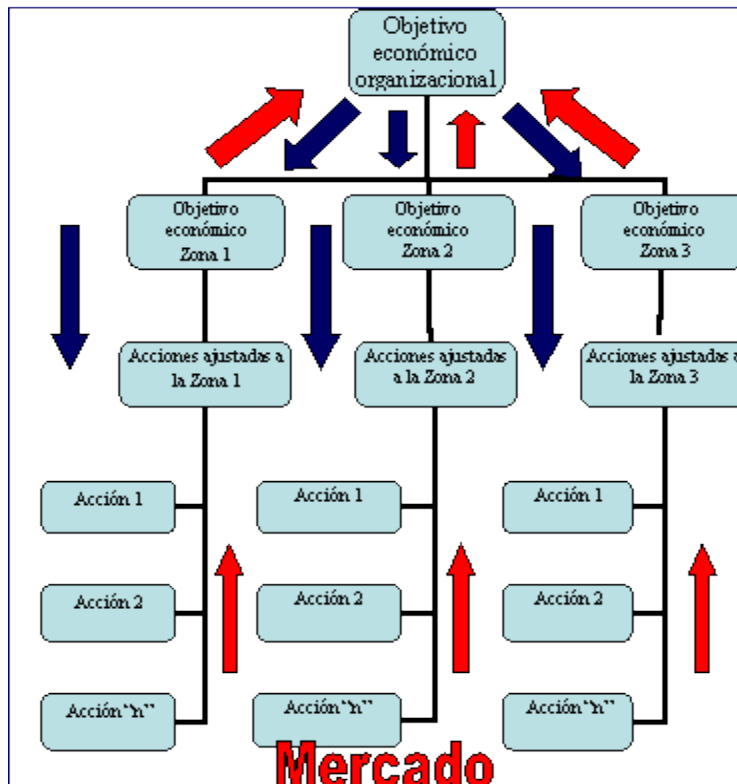 Objetivo
económico
organizacional
Objetivo
económico
Zona 1
Objetivo
económico
Zona 2
Objetivo
económico
Zona 3
Acciones ajustadas a
la Zona 1
Acciones ajustadas
a la Zona 2
Acciones ajustadas a
la Zona 3
Acción 1
Acción 1
Acción 1
Acción 2
Acción 2
Acción 2
Acción "n"
Acción "n"
Acción "n"
Mercado